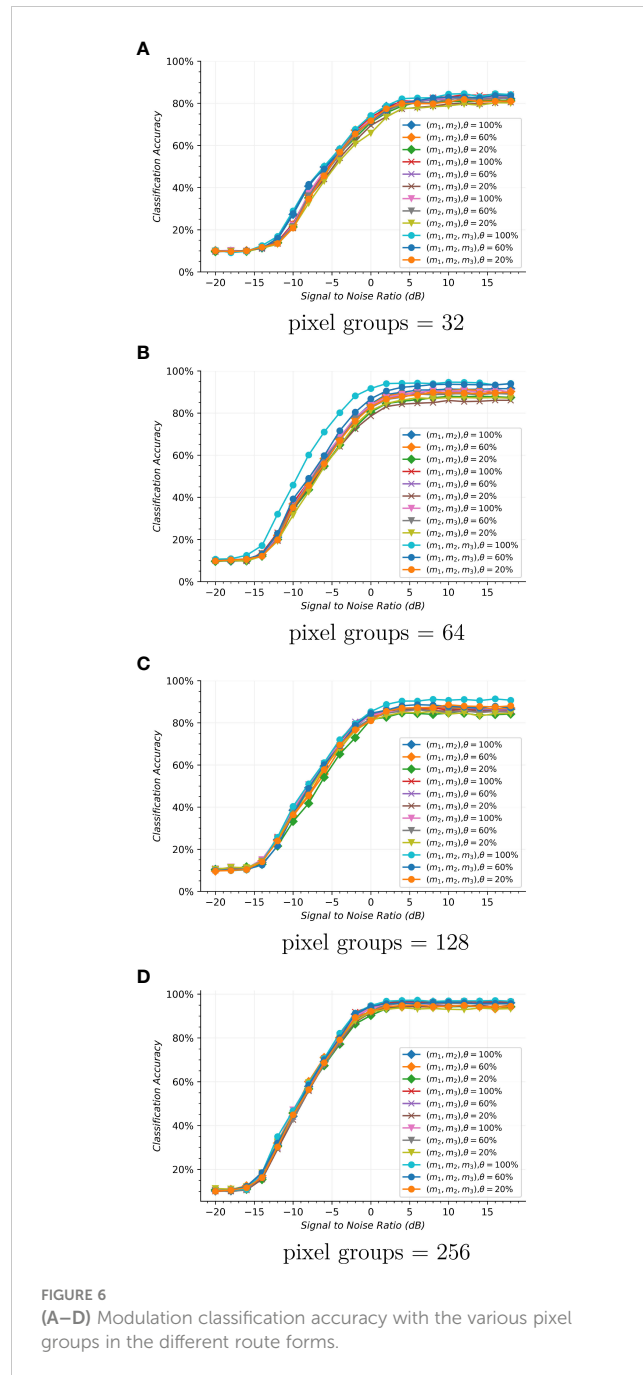 A
100%
80%
60%
40%
20%
0%
Classification Accuracy
(m₁, m₂),θ = 100%
(m₁, m₂),θ = 60%
(m₁, m₂),θ = 20%
(m₁, m₃),θ = 100%
(m₁, m₃),θ = 60%
(m₁, m₃),θ = 20%
(m₂, m₃),θ = 100%
(m₂, m₃),θ = 60%
(m₂, m₃),θ = 20%
(m₁, m₂, m₃),θ = 100%
(m₁, m₂, m₃),θ = 60%
(m₁, m₂, m₃),θ = 20%
−20 −15 −10 −5 0 5 10 15
Signal to Noise Ratio (dB)
pixel groups = 32
B
100%
80%
60%
40%
20%
0%
Classification Accuracy
(m₁, m₂),θ = 100%
(m₁, m₂),θ = 60%
(m₁, m₂),θ = 20%
(m₁, m₃),θ = 100%
(m₁, m₃),θ = 60%
(m₁, m₃),θ = 20%
(m₂, m₃),θ = 100%
(m₂, m₃),θ = 60%
(m₂, m₃),θ = 20%
(m₁, m₂, m₃),θ = 100%
(m₁, m₂, m₃),θ = 60%
(m₁, m₂, m₃),θ = 20%
−20 −15 −10 −5 0 5 10 15
Signal to Noise Ratio (dB)
pixel groups = 64
C
100%
80%
60%
40%
20%
0%
Classification Accuracy
(m₁, m₂),θ = 100%
(m₁, m₂),θ = 60%
(m₁, m₂),θ = 20%
(m₁, m₃),θ = 100%
(m₁, m₃),θ = 60%
(m₁, m₃),θ = 20%
(m₂, m₃),θ = 100%
(m₂, m₃),θ = 60%
(m₂, m₃),θ = 20%
(m₁, m₂, m₃),θ = 100%
(m₁, m₂, m₃),θ = 60%
(m₁, m₂, m₃),θ = 20%
−20 −15 −10 −5 0 5 10 15
Signal to Noise Ratio (dB)
pixel groups = 128
D
100%
80%
60%
40%
20%
Classification Accuracy
(m₁, m₂),θ = 100%
(m₁, m₂),θ = 60%
(m₁, m₂),θ = 20%
(m₁, m₃),θ = 100%
(m₁, m₃),θ = 60%
(m₁, m₃),θ = 20%
(m₂, m₃),θ = 100%
(m₂, m₃),θ = 60%
(m₂, m₃),θ = 20%
(m₁, m₂, m₃),θ = 100%
(m₁, m₂, m₃),θ = 60%
(m₁, m₂, m₃),θ = 20%
−20 −15 −10 −5 0 5 10 15
Signal to Noise Ratio (dB)
pixel groups = 256
FIGURE 6
(A–D) Modulation classification accuracy with the various pixel
groups in the different route forms.